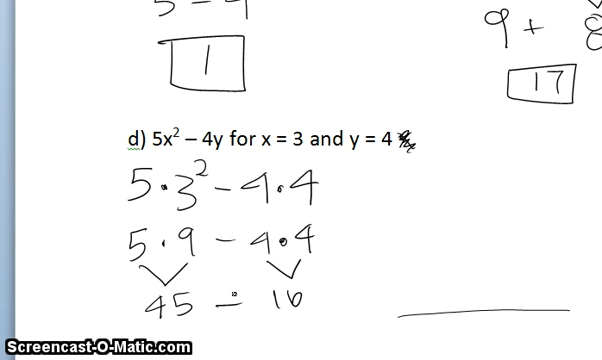 5 - 4
1
9 + 8
17
d) 5x² – 4y for x = 3 and y = 4
5 · 3² - 4 · 4
5 · 9 - 4 · 4
45 - 16
Screencast-O-Matic.com